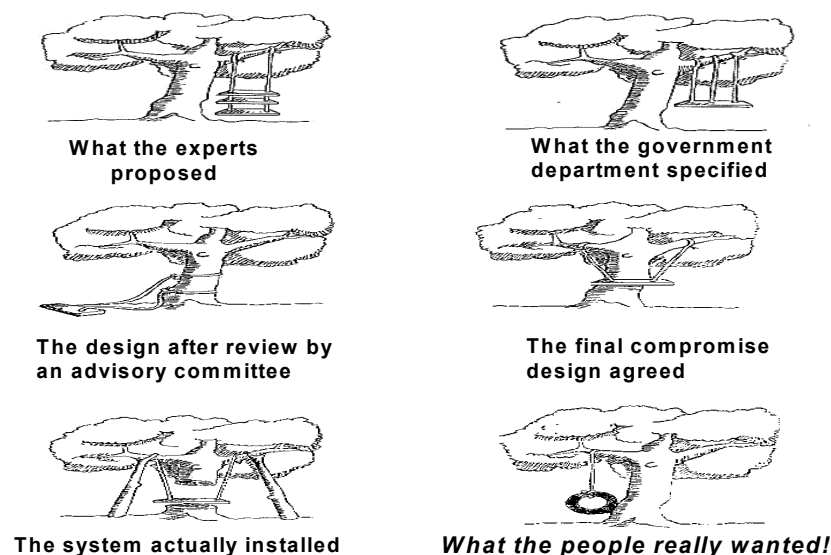 What the experts
proposed
What the government
department specified
The design after review by
an advisory committee
The final compromise
design agreed
The system actually installed
What the people really wanted!